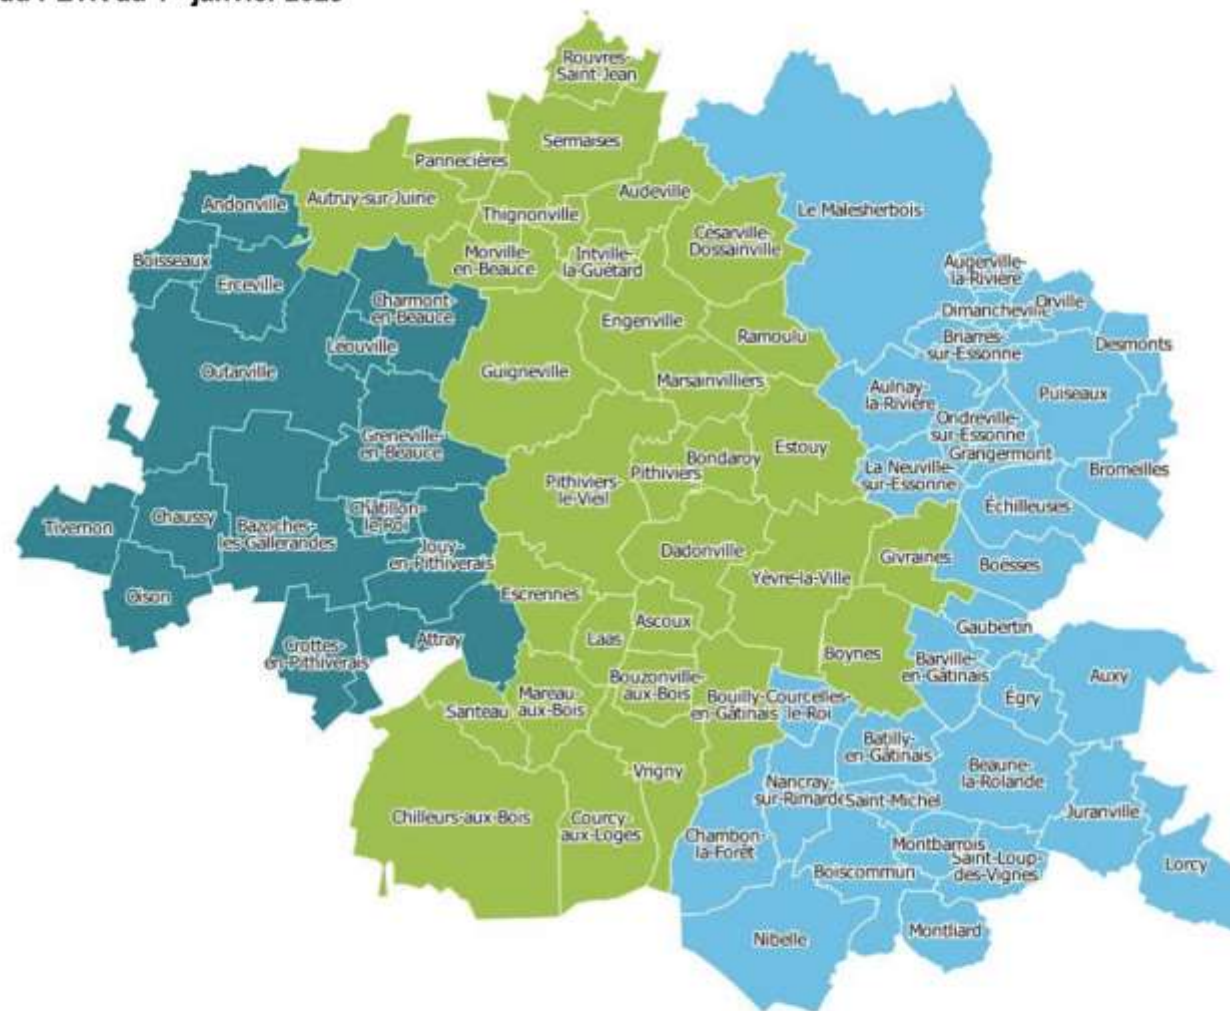 Rouvres-
Saint-Jean
Sermaises
Pannecières
Audeville
Autruy-sur-Juine
Andonville
Thignonville
Le Malesherbois
Césarville-
Dossainville
Morville-
en-Beauce
Intville-
la-Guétard
Boisseaux
Erceville
Augerville-
la-Rivière
Charmont-
en-Beauce
Orville
Dimancheville
Engenville
Ramoulu
Léouville
Briarres-
sur-Essonne
Desmonts
Outarville
Guigneville
Marsainvilliers
Aulnay-
la-Rivière
Puiseaux
Ondreville-
sur-Essonne
Greneville-
en-Beauce
Estouy
Bondaroy
Pithiviers
Grangermont
Bromeilles
La Neuville-
sur-Essonne
Pithiviers-
le-Vieil
Échilleuses
Châtillon-
le-Roi
Chaussy
Tivernon
Bazoches-
les-Gallerandes
Jouy-
en-Pithiverais
Dadonville
Givraines
Boësses
Yèvre-la-Ville
Oison
Escrennes
Ascoux
Gaubertin
Laas
Attray
Crottes-
en-Pithiverais
Boynes
Barville-
en-Gâtinais
Auxy
Bouzonville-
aux-Bois
Égry
Mareau-
aux-Bois
Bouilly-
en-Gâtinais
Courcelles-
le-Roi
Santeau
Batilly-
en-Gâtinais
Vrigny
Beaune-
la-Rolande
Nancray-
sur-Rimarde
Saint-Michel
Juranville
Chilleurs-aux-Bois
Courcy-
aux-Loges
Chambon-
la-Forêt
Montbarrois
Saint-Loup-
des-Vignes
Lorcy
Boiscommun
Montliard
Nibelle